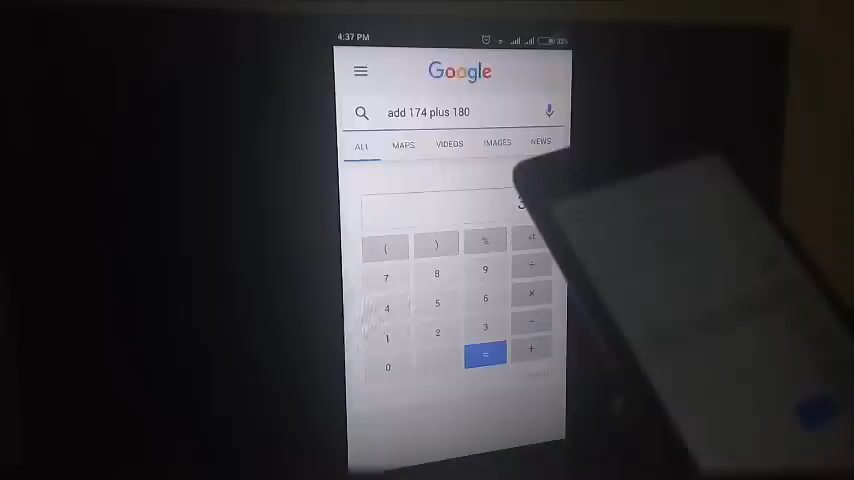 4:37 PM
Google
add 174 plus 180
ALL MAPS VIDEOS IMAGES NEWS
3
( ) %
7 8 9 ÷
4 5 6 ×
1 2 3 −
0 = +